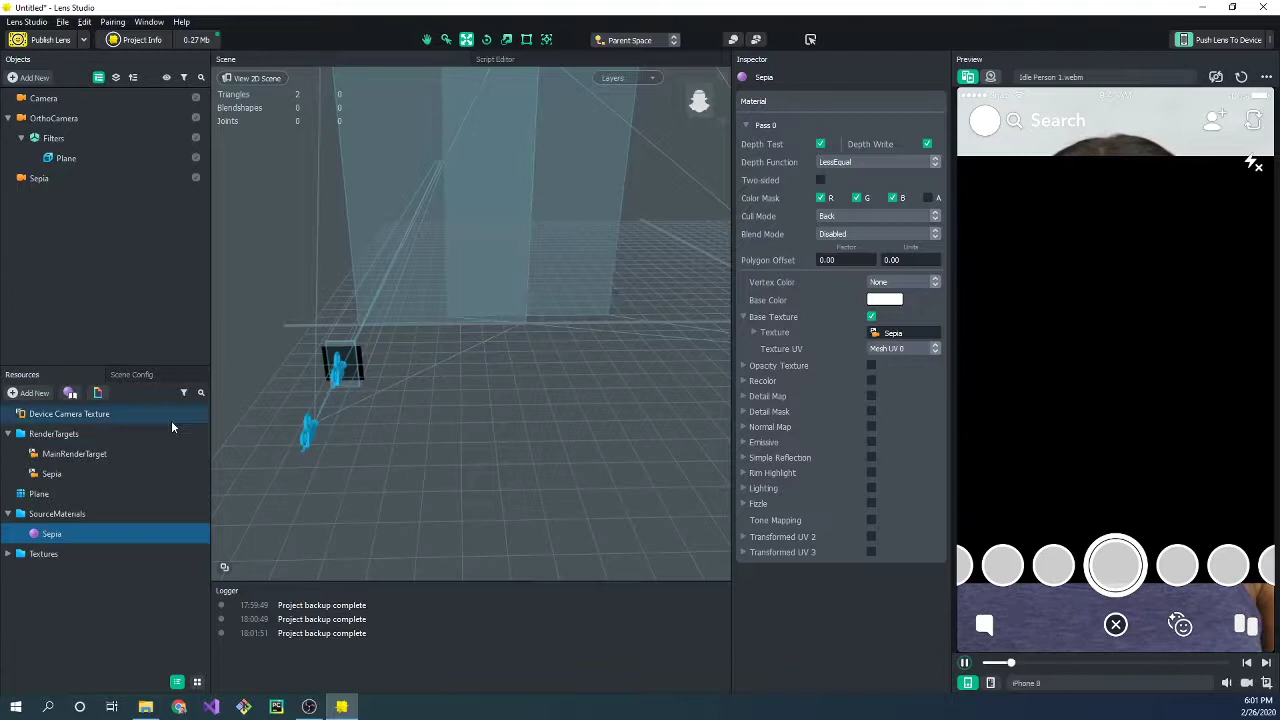 Untitled* - Lens Studio
Lens Studio File Edit Pairing Window Help
Publish Lens Project Info 0.27 Mb Parent Space Push Lens To Device
Objects
Add New
Camera
OrthoCamera
Filters
Plane
Sepia
Resources Scene Config
Add New
Device Camera Texture
RenderTargets
MainRenderTarget
Sepia
Plane
SourceMaterials
Sepia
Textures
Scene Script Editor
View 2D Scene Layers
Triangles 2 0
Blendshapes 0 0
Joints 0 0
Logger
17:59:49 Project backup complete
18:00:49 Project backup complete
18:01:51 Project backup complete
Inspector
Sepia
Material
Pass 0
Depth Test Depth Write
Depth Function LessEqual
Two-sided
Color Mask R G B A
Cull Mode Back
Blend Mode Disabled
Factor Units
Polygon Offset 0.00 0.00
Vertex Color None
Base Color
Base Texture
Texture Sepia
Texture UV Mesh UV 0
Opacity Texture
Recolor
Detail Map
Detail Mask
Normal Map
Emissive
Simple Reflection
Rim Highlight
Lighting
Fizzle
Tone Mapping
Transformed UV 2
Transformed UV 3
Preview
Idle Person 1.webm
Search
iPhone 8
6:01 PM
2/26/2020